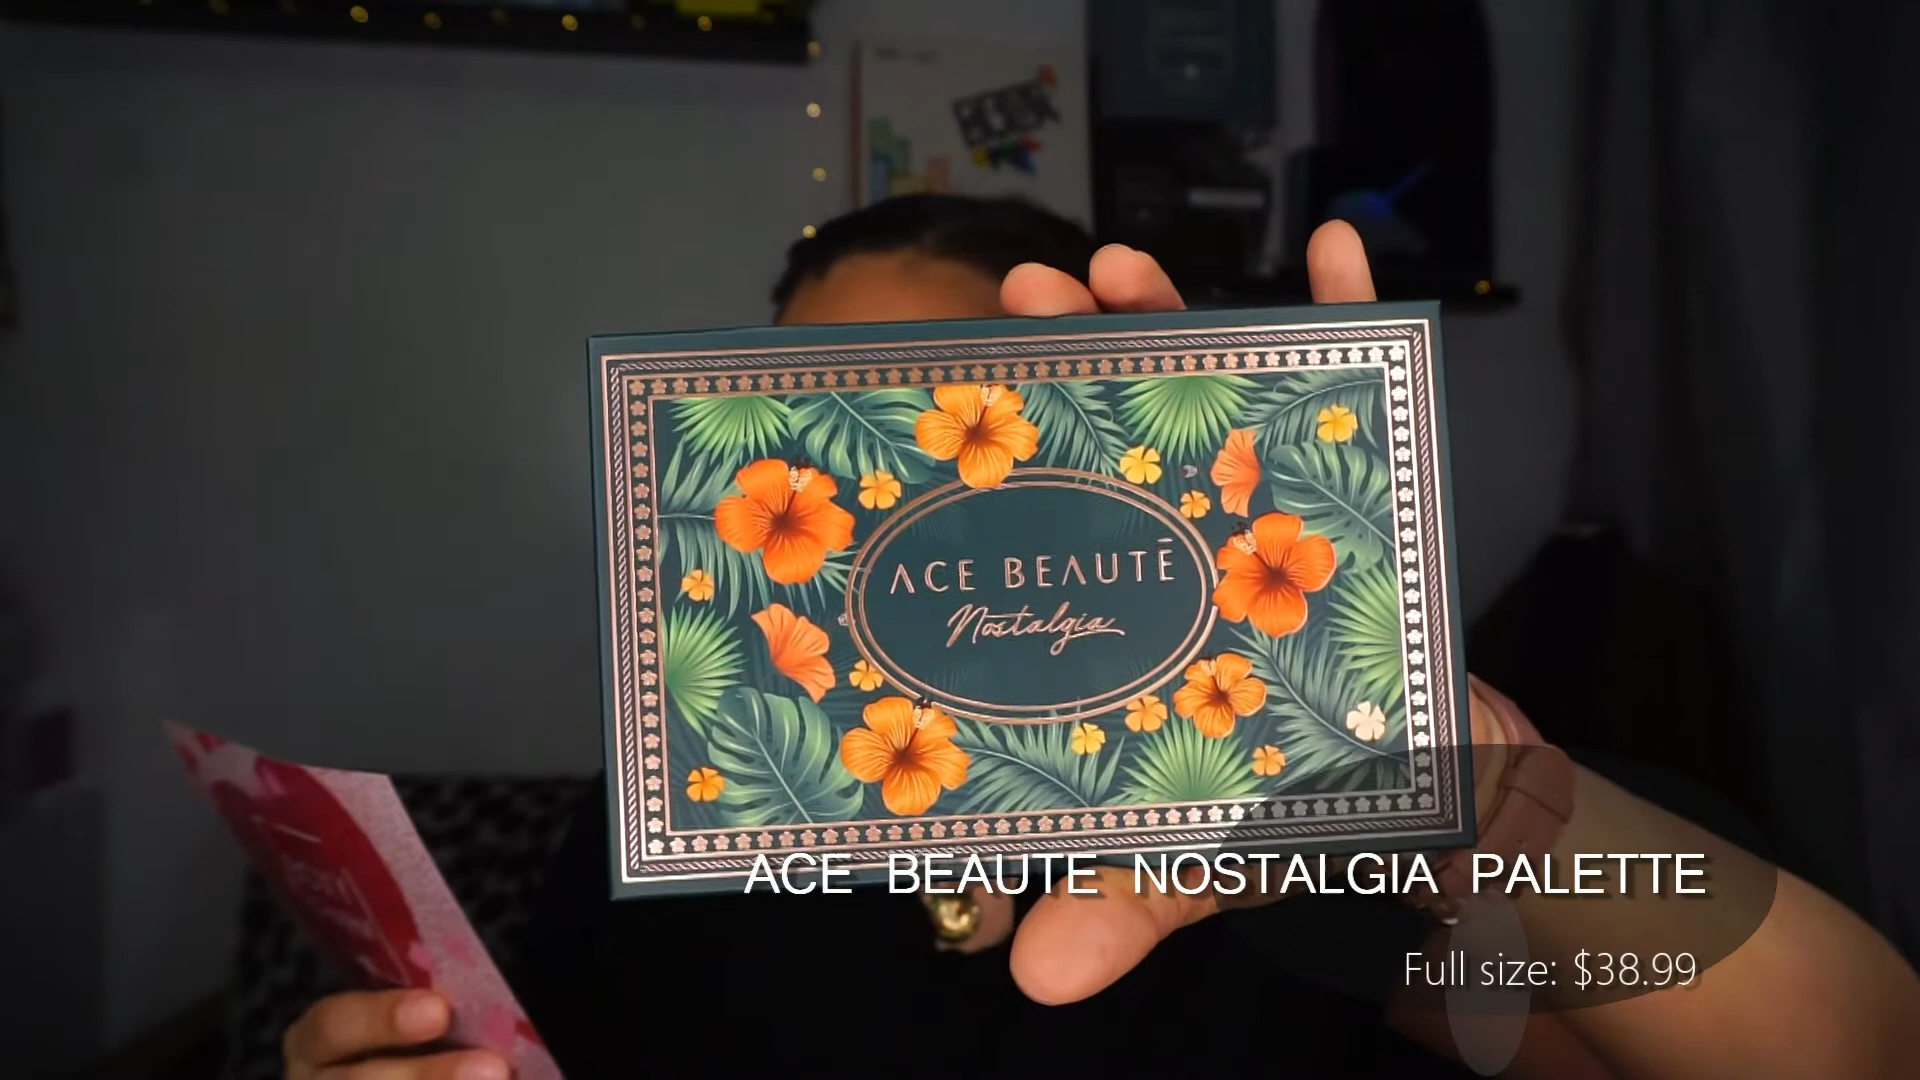 ACE BEAUTĒ
Nostalgia
ACE BEAUTE NOSTALGIA PALETTE
Full size: $38.99